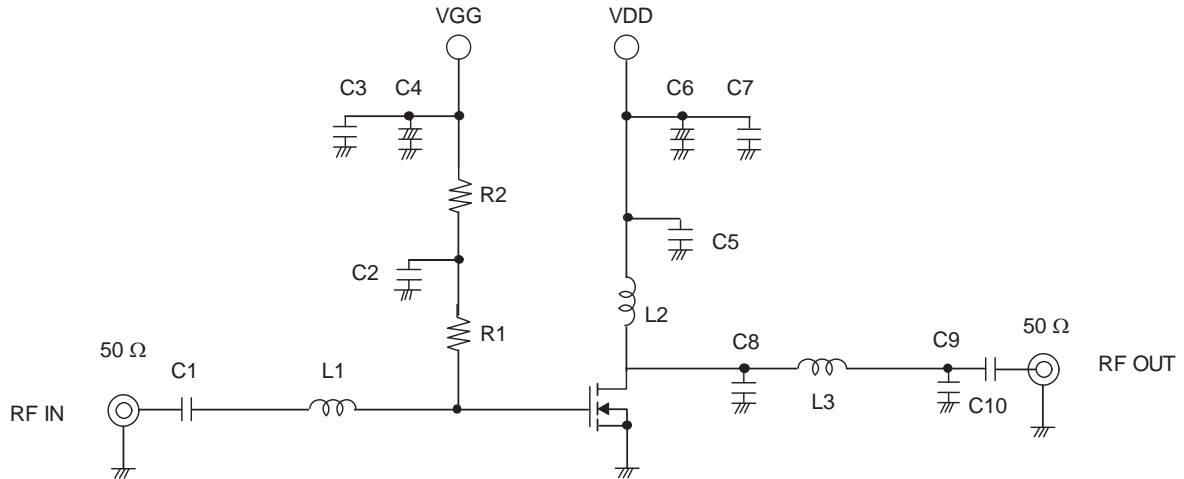 VGG
VDD
C3
C4
C6
C7
R2
C5
C2
L2
R1
50 Ω
C1
L1
C8
C9
50 Ω
RF OUT
RF IN
L3
C10